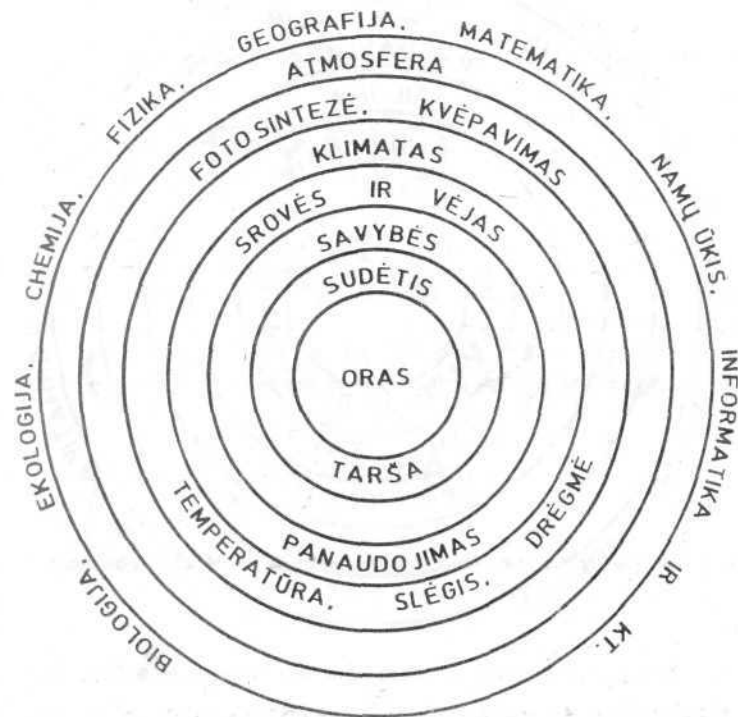 BIOLOGIJA. EKOLOGIJA. CHEMIJA. FIZIKA. GEOGRAFIJA. MATEMATIKA. NAMŲ ŪKIS. INFORMATIKA IR KT.
ATMOSFERA
FOTOSINTEZĖ. KVĖPAVIMAS
KLIMATAS
SROVĖS IR VĖJAS
SAVYBĖS
SUDĖTIS
ORAS
TARŠA
PANAUDOJIMAS
TEMPERATŪRA. SLĖGIS. DRĖGMĖ